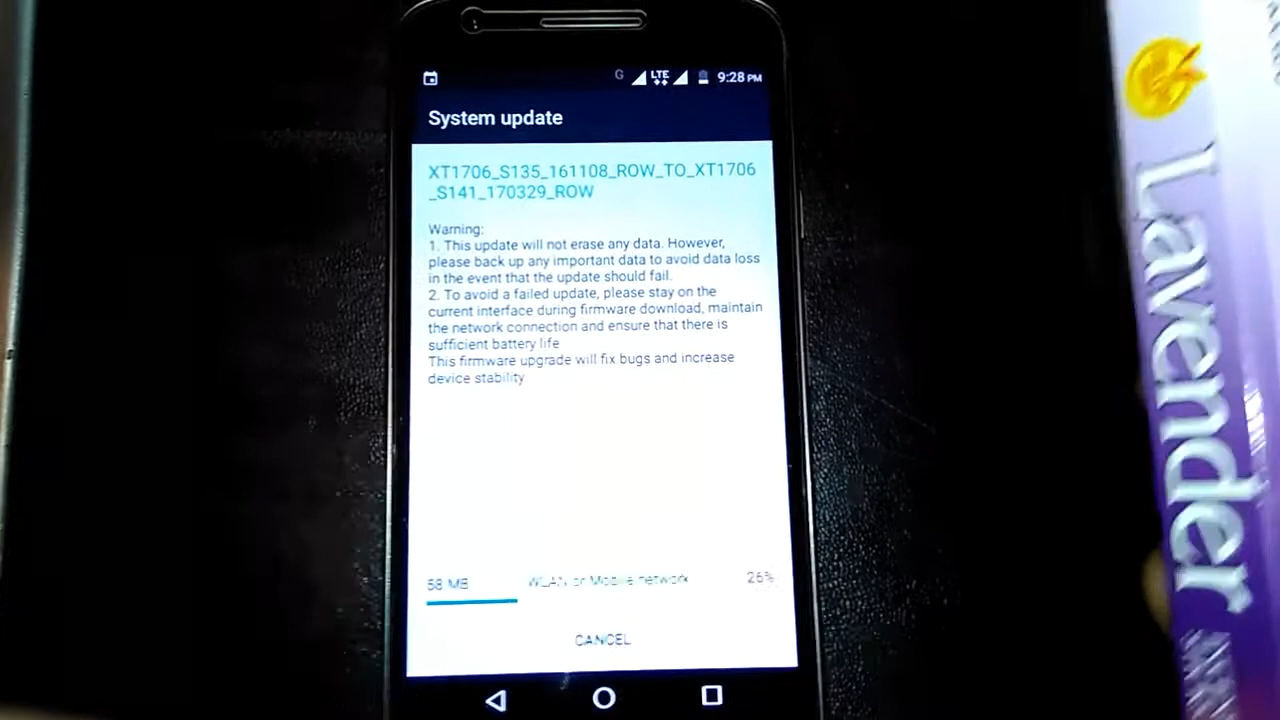 G LTE 9:28 PM
System update
XT1706_S135_161108_ROW_TO_XT1706
_S141_170329_ROW
Warning:
1. This update will not erase any data. However,
please back up any important data to avoid data loss
in the event that the update should fail.
2. To avoid a failed update, please stay on the
current interface during firmware download, maintain
the network connection and ensure that there is
sufficient battery life
This firmware upgrade will fix bugs and increase
device stability
58 MB WLAN or Mobile network 26%
CANCEL
Lavender